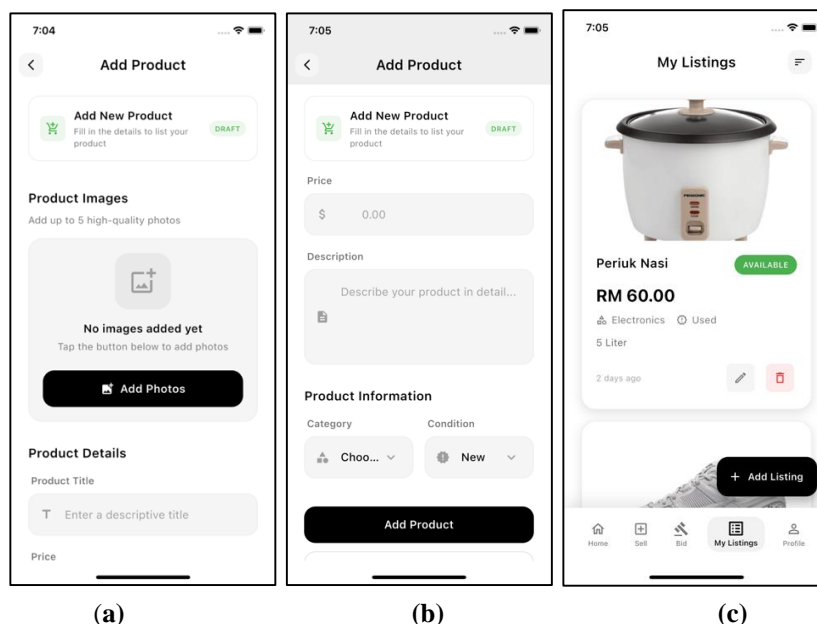 7:04
Add Product
Add New Product
Fill in the details to list your
product
DRAFT
Product Images
Add up to 5 high-quality photos
No images added yet
Tap the button below to add photos
Add Photos
Product Details
Product Title
T Enter a descriptive title
Price
(a)
7:05
Add Product
Add New Product
Fill in the details to list your
product
DRAFT
Price
$ 0.00
Description
Describe your product in detail...
Product Information
Category Condition
Choo... New
Add Product
(b)
7:05
My Listings
PENSONIC
Periuk Nasi
AVAILABLE
RM 60.00
Electronics Used
5 Liter
2 days ago
+ Add Listing
Home Sell Bid My Listings Profile
(c)